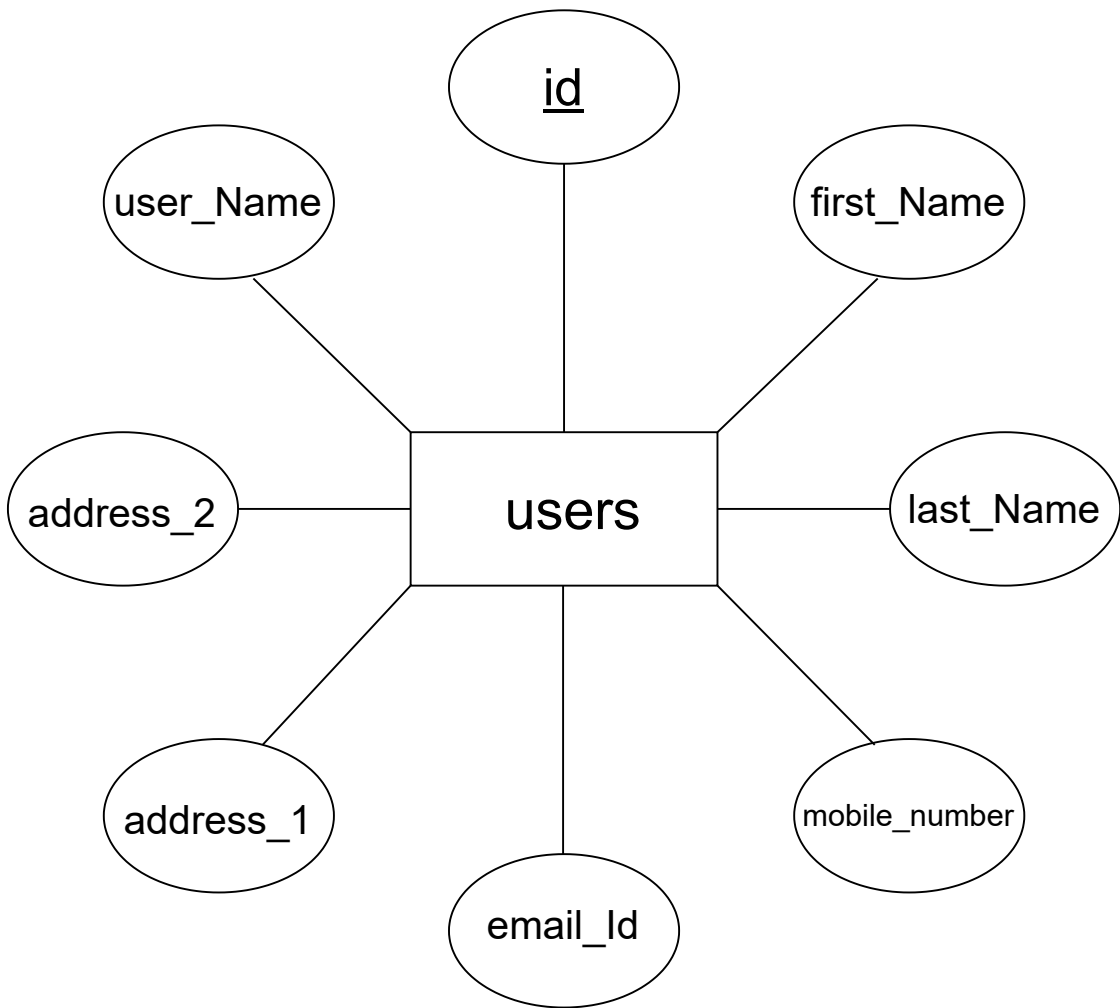 id
user_Name
first_Name
address_2
users
last_Name
address_1
mobile_number
email_Id